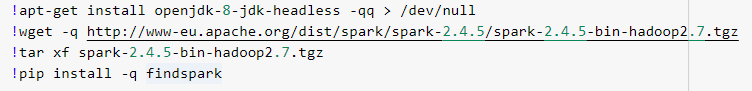 !apt-get install openjdk-8-jdk-headless -qq > /dev/null
!wget -q http://www-eu.apache.org/dist/spark/spark-2.4.5/spark-2.4.5-bin-hadoop2.7.tgz
!tar xf spark-2.4.5-bin-hadoop2.7.tgz
!pip install -q findspark